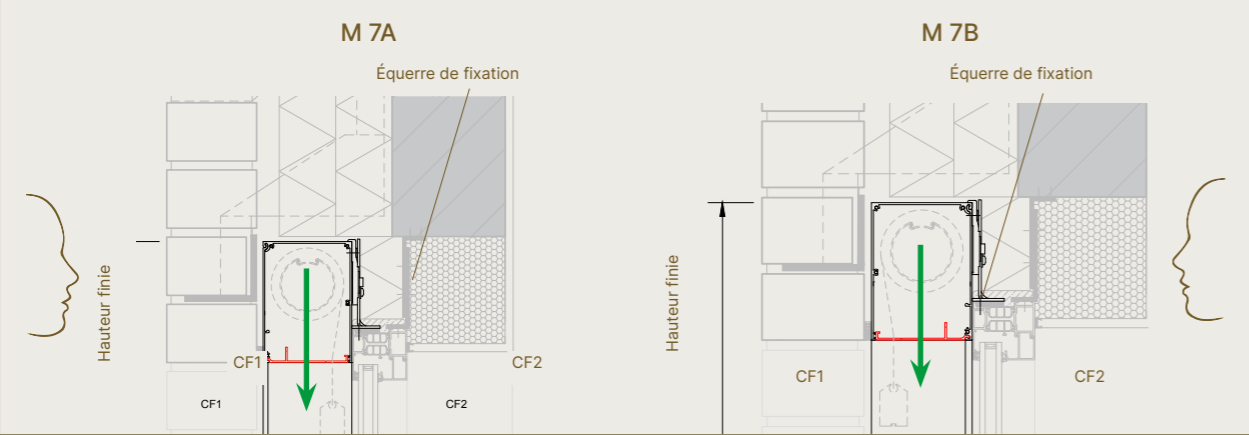 M 7A
M 7B
Équerre de fixation
Équerre de fixation
Hauteur finie
Hauteur finie
CF1
CF2
CF1
CF2
CF1
CF2